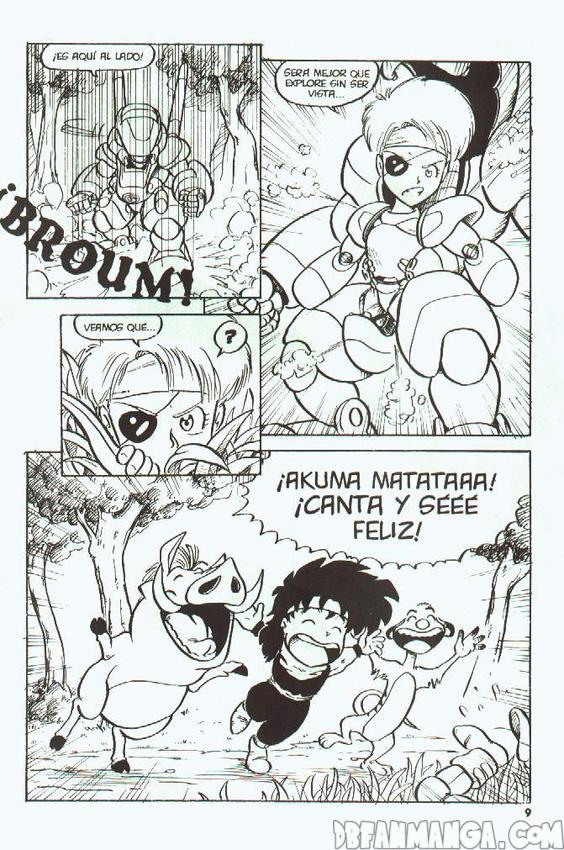 ¡ES AQUÍ AL LADO!
SERÁ MEJOR QUE
EXPLORE SIN SER
VISTA...
¡BROUM!
VEAMOS QUE...
?
¡AKUMA MATATAAA!
¡CANTA Y SÉÉÉ
FELIZ!
9
DBFANMANGA.COM